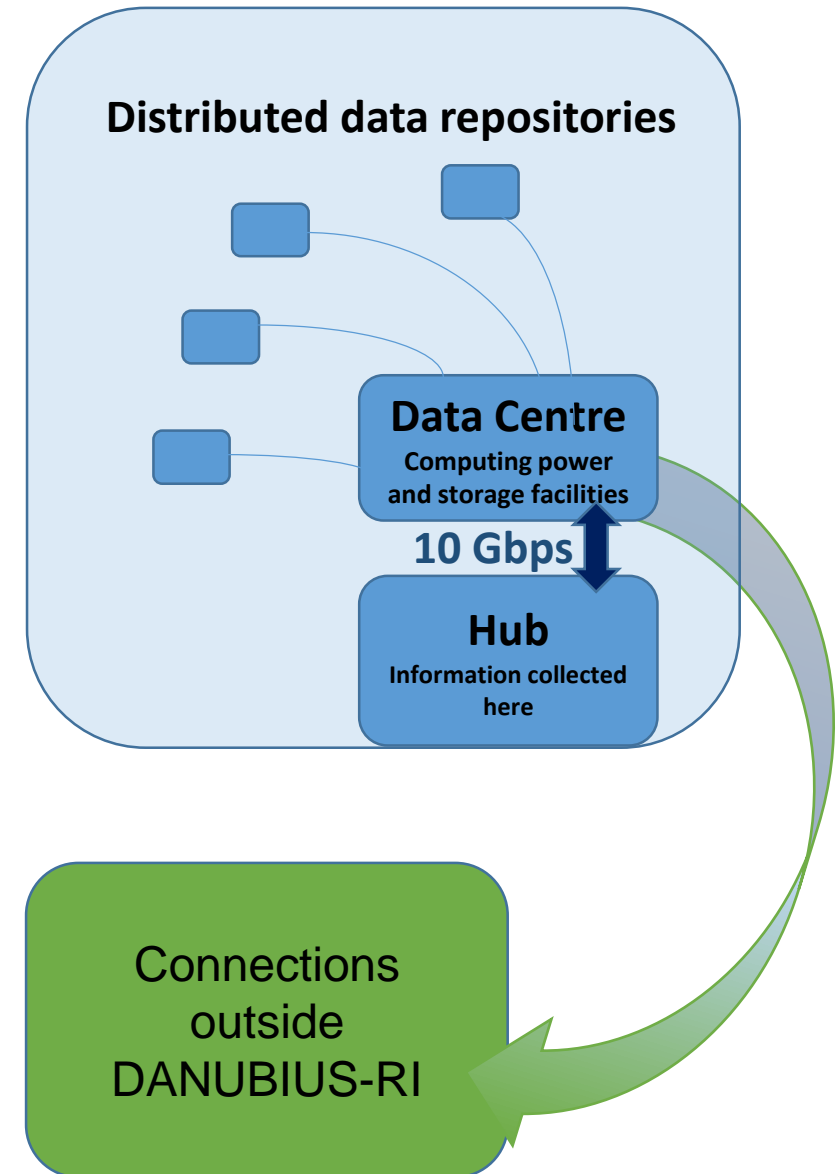 Distributed data repositories
Data Centre
Computing power
and storage facilities
10 Gbps
Hub
Information collected
here
Connections
outside
DANUBIUS-RI